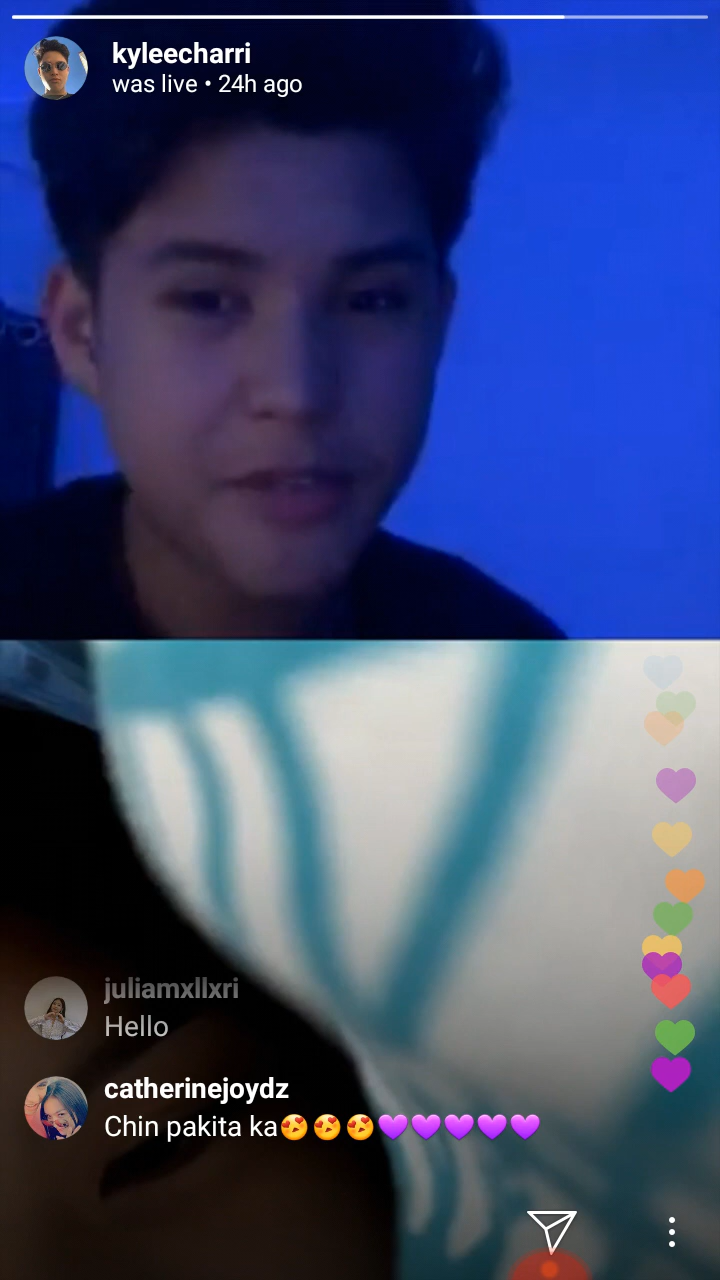 kyleecharri
was live • 24h ago
juliamxllxri
Hello
catherinejoydz
Chin pakita ka😍😍😍💜💜💜💜💜